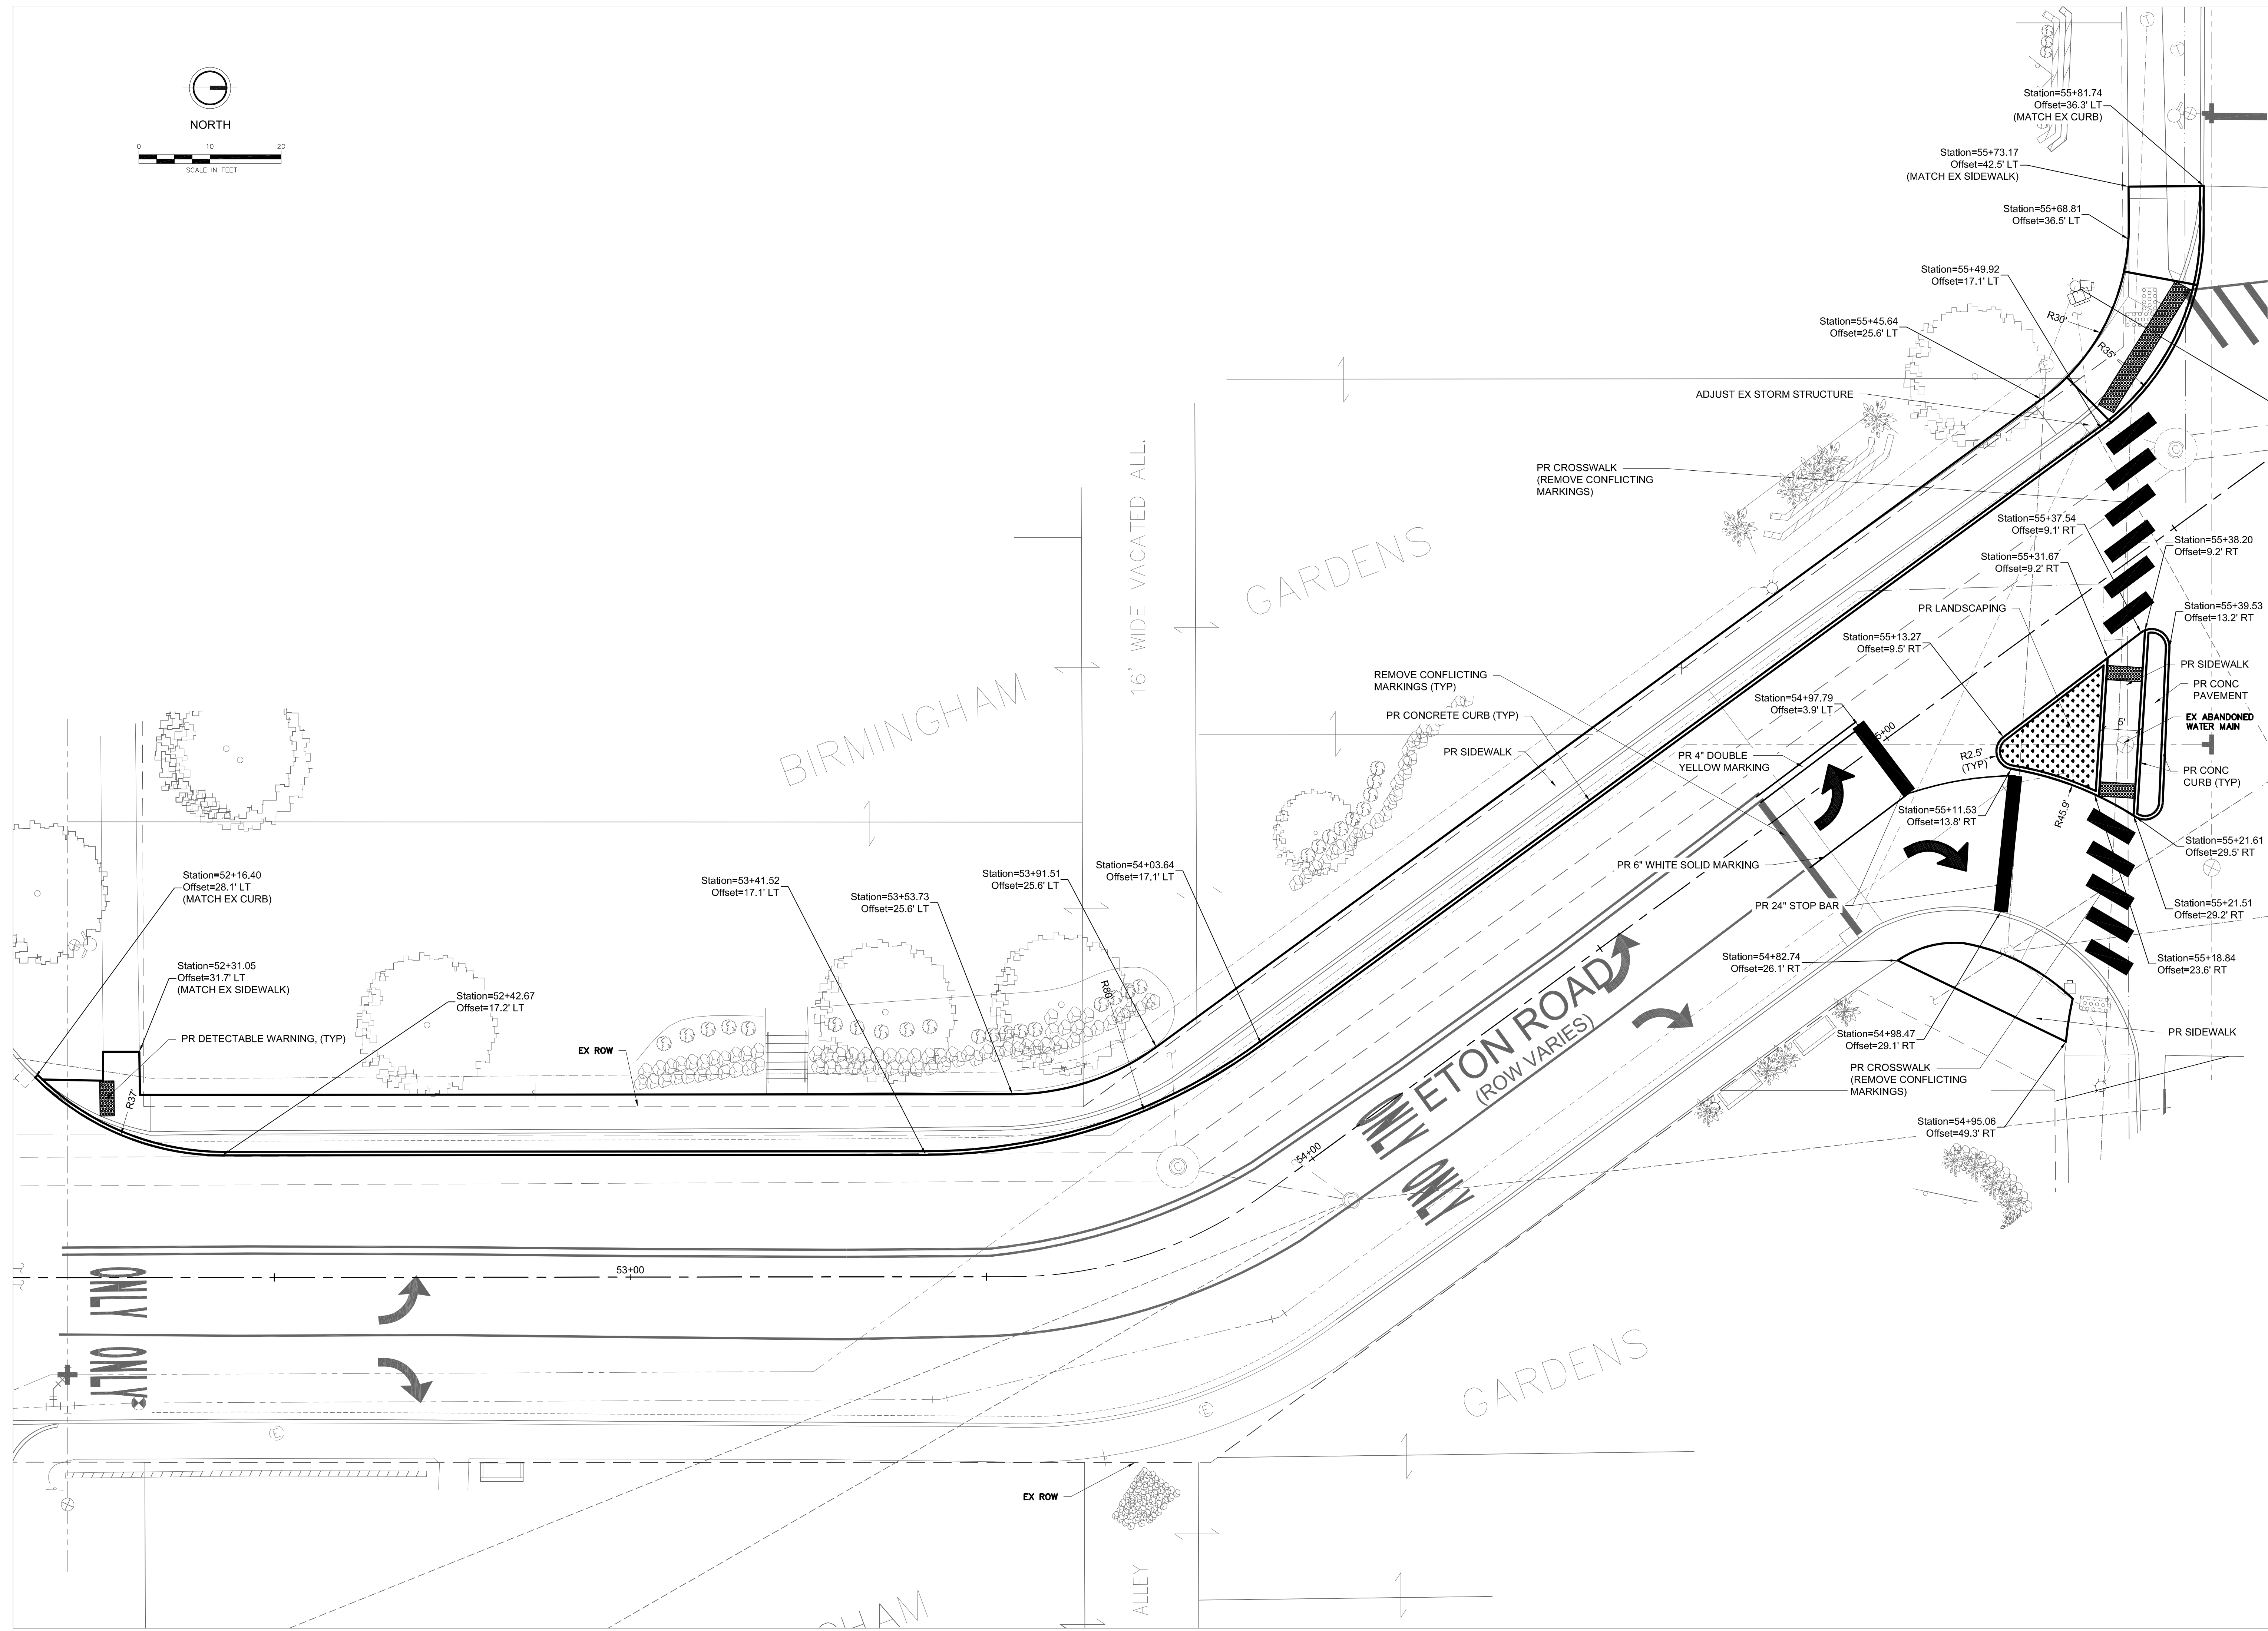 NORTH
0 10 20
SCALE IN FEET
Station=55+81.74
Offset=36.3' LT
(MATCH EX CURB)
Station=55+73.17
Offset=42.5' LT
(MATCH EX SIDEWALK)
Station=55+68.81
Offset=36.5' LT
Station=55+49.92
Offset=17.1' LT
Station=55+45.64
Offset=25.6' LT
R30'
R35'
ADJUST EX STORM STRUCTURE
PR CROSSWALK
(REMOVE CONFLICTING
MARKINGS)
Station=55+37.54
Offset=9.1' RT
Station=55+38.20
Offset=9.2' RT
Station=55+31.67
Offset=9.2' RT
Station=55+39.53
Offset=13.2' RT
PR LANDSCAPING
Station=55+13.27
Offset=9.5' RT
PR SIDEWALK
PR CONC
PAVEMENT
EX ABANDONED
WATER MAIN
5'
PR CONC
CURB (TYP)
R2.5'
(TYP)
R45.9'
16' WIDE VACATED ALL.
BIRMINGHAM
GARDENS
REMOVE CONFLICTING
MARKINGS (TYP)
PR CONCRETE CURB (TYP)
PR SIDEWALK
Station=54+97.79
Offset=3.9' LT
5+00
PR 4" DOUBLE
YELLOW MARKING
Station=55+11.53
Offset=13.8' RT
PR 6" WHITE SOLID MARKING
PR 24" STOP BAR
Station=55+21.61
Offset=29.5' RT
Station=55+21.51
Offset=29.2' RT
Station=55+18.84
Offset=23.6' RT
Station=54+82.74
Offset=26.1' RT
PR SIDEWALK
Station=54+98.47
Offset=29.1' RT
PR CROSSWALK
(REMOVE CONFLICTING
MARKINGS)
Station=54+95.06
Offset=49.3' RT
Station=52+16.40
Offset=28.1' LT
(MATCH EX CURB)
Station=52+31.05
Offset=31.7' LT
(MATCH EX SIDEWALK)
PR DETECTABLE WARNING, (TYP)
R37'
Station=52+42.67
Offset=17.2' LT
EX ROW
Station=53+41.52
Offset=17.1' LT
Station=53+53.73
Offset=25.6' LT
Station=53+91.51
Offset=25.6' LT
Station=54+03.64
Offset=17.1' LT
R80'
ETON ROAD
(ROW VARIES)
ONLY
ONLY
54+00
53+00
ONLY
ONLY
GARDENS
EX ROW
ALLEY
GHAM
C
C
C
E
E
T
T